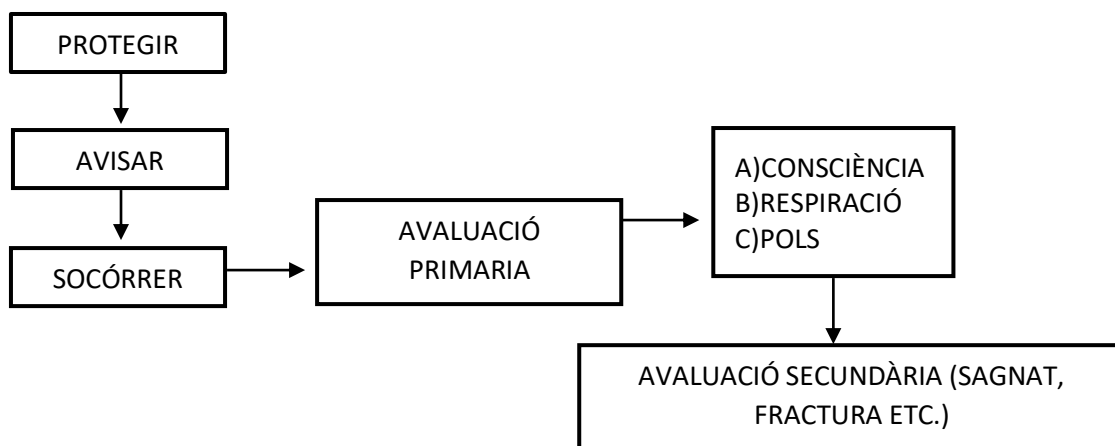 PROTEGIR
AVISAR
SOCÓRRER
AVALUACIÓ
PRIMARIA
A)CONSCIÈNCIA
B)RESPIRACIÓ
C)POLS
AVALUACIÓ SECUNDÀRIA (SAGNAT,
FRACTURA ETC.)